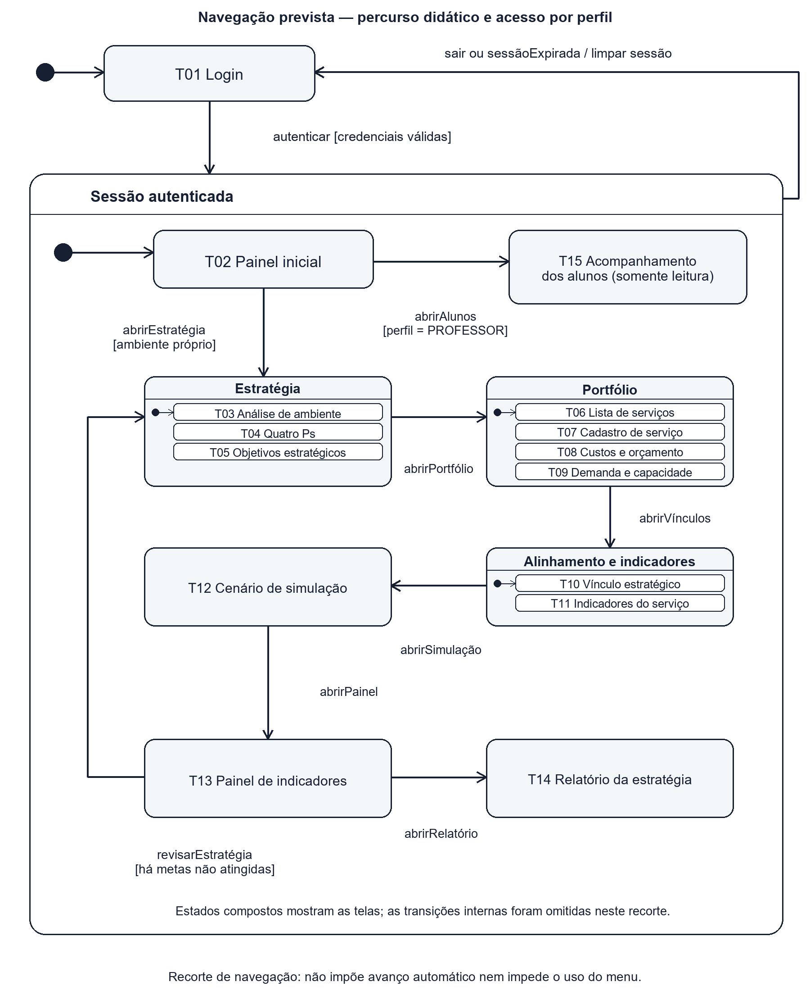 Navegação prevista — percurso didático e acesso por perfil
sair ou sessãoExpirada / limpar sessão
T01 Login
autenticar [credenciais válidas]
Sessão autenticada
T02 Painel inicial
T15 Acompanhamento
dos alunos (somente leitura)
abrirAlunos
[perfil = PROFESSOR]
abrirEstratégia
[ambiente próprio]
Estratégia
T03 Análise de ambiente
T04 Quatro Ps
T05 Objetivos estratégicos
abrirPortfólio
Portfólio
T06 Lista de serviços
T07 Cadastro de serviço
T08 Custos e orçamento
T09 Demanda e capacidade
abrirVínculos
Alinhamento e indicadores
T10 Vínculo estratégico
T11 Indicadores do serviço
T12 Cenário de simulação
abrirSimulação
abrirPainel
T13 Painel de indicadores
T14 Relatório da estratégia
abrirRelatório
revisarEstratégia
[há metas não atingidas]
Estados compostos mostram as telas; as transições internas foram omitidas neste recorte.
Recorte de navegação: não impõe avanço automático nem impede o uso do menu.